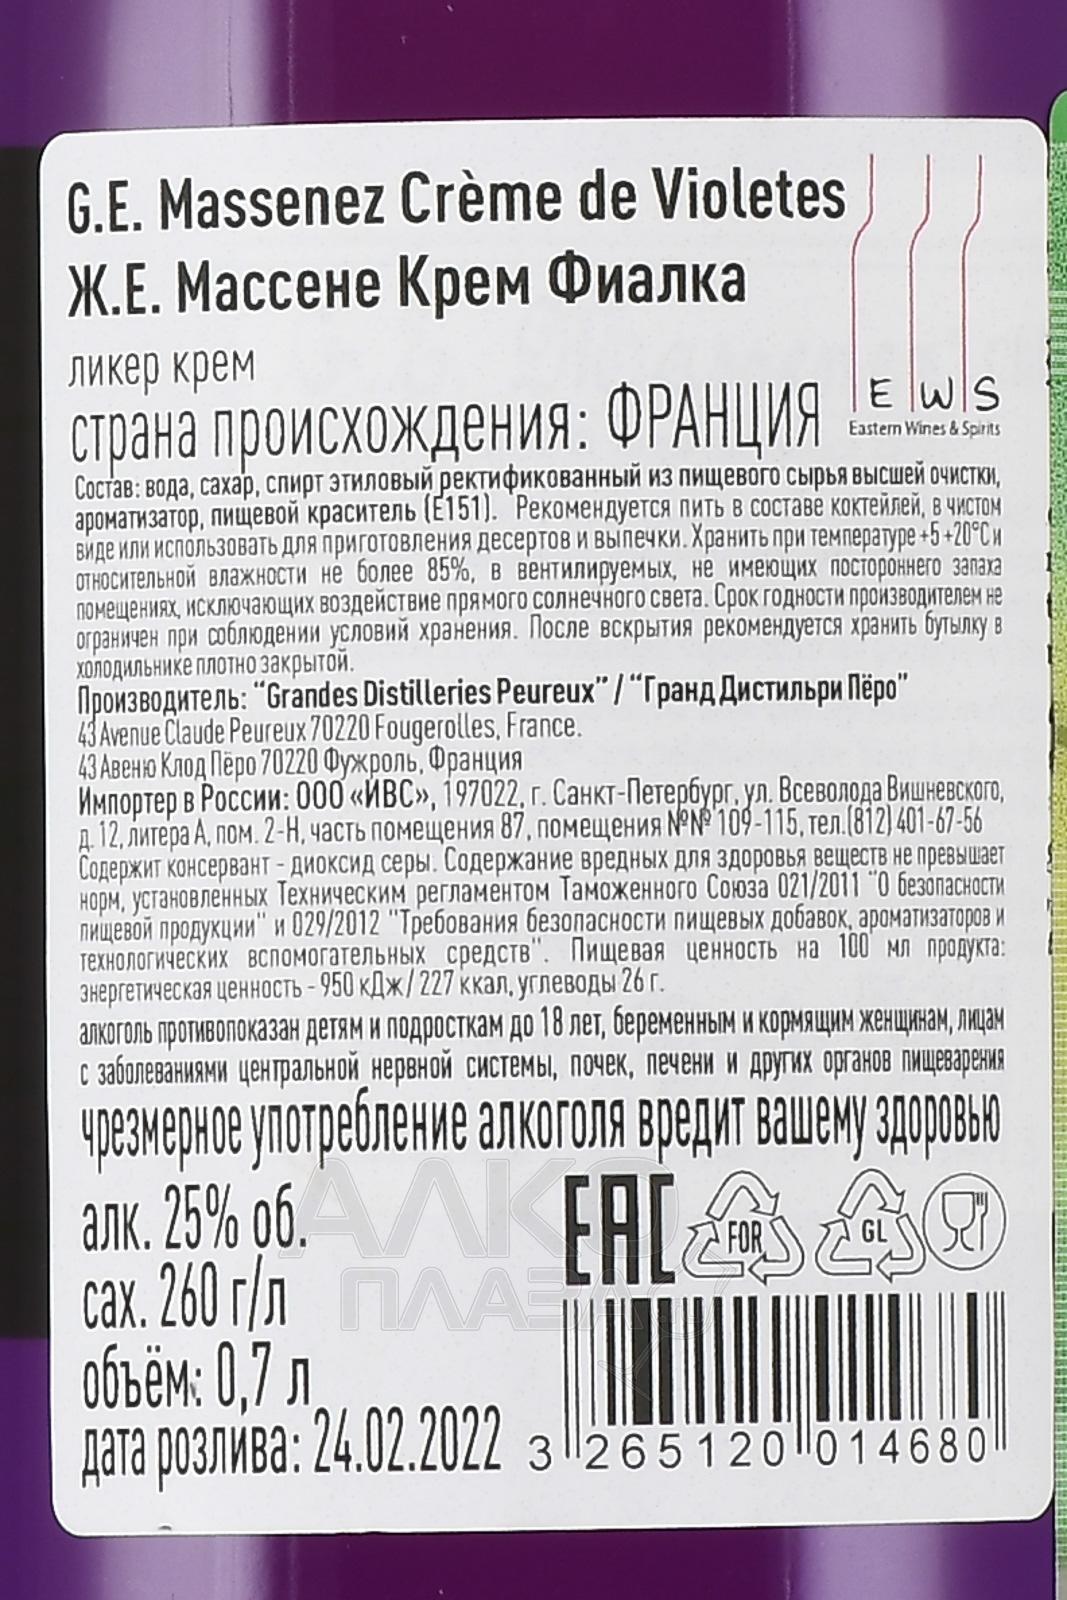 G.E. Massenez Crème de Violetes
Ж.Е. Массене Крем Фиалка
ликер крем
страна происхождения: ФРАНЦИЯ
E W S
Eastern Wines & Spirits
Состав: вода, сахар, спирт этиловый ректификованный из пищевого сырья высшей очистки,
ароматизатор, пищевой краситель (Е151). Рекомендуется пить в составе коктейлей, в чистом
виде или использовать для приготовления десертов и выпечки. Хранить при температуре +5 +20°С и
относительной влажности не более 85%, в вентилируемых, не имеющих постороннего запаха
помещениях, исключающих воздействие прямого солнечного света. Срок годности производителем не
ограничен при соблюдении условий хранения. После вскрытия рекомендуется хранить бутылку в
холодильнике плотно закрытой.
Производитель: "Grandes Distilleries Peureux" / "Гранд Дистильри Пёро"
43 Avenue Claude Peureux 70220 Fougerolles, France.
43 Авеню Клод Пёро 70220 Фужроль, Франция
Импортер в России: ООО «ИВС», 197022, г. Санкт-Петербург, ул. Всеволода Вишневского,
д. 12, литера А, пом. 2-Н, часть помещения 87, помещения №№ 109-115, тел.(812) 401-67-56
Содержит консервант - диоксид серы. Содержание вредных для здоровья веществ не превышает
норм, установленных Техническим регламентом Таможенного Союза 021/2011 "О безопасности
пищевой продукции" и 029/2012 "Требования безопасности пищевых добавок, ароматизаторов и
технологических вспомогательных средств". Пищевая ценность на 100 мл продукта:
энергетическая ценность - 950 кДж/ 227 ккал, углеводы 26 г.
алкоголь противопоказан детям и подросткам до 18 лет, беременным и кормящим женщинам, лицам
с заболеваниями центральной нервной системы, почек, печени и других органов пищеварения
чрезмерное употребление алкоголя вредит вашему здоровью
алк. 25% об.
сах. 260 г/л
объём: 0,7 л
дата розлива: 24.02.2022
ЕАС
FOR
GL
3 265120 014680
АЛКО
ПЛАЗА